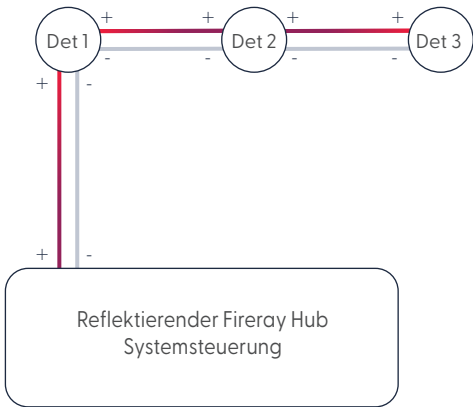 + + + +
Det 1 Det 2 Det 3
- - - -
+ -
+ -
Reflektierender Fireray Hub
Systemsteuerung